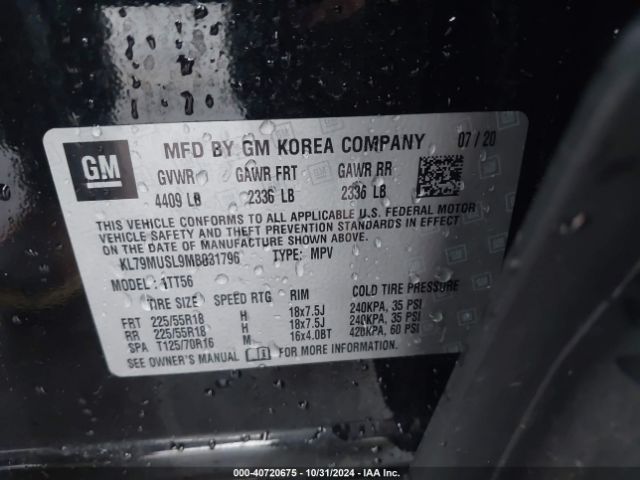 GM
MFD BY GM KOREA COMPANY 07/20
GVWR GAWR FRT GAWR RR
4409 LB 2336 LB 2336 LB
THIS VEHICLE CONFORMS TO ALL APPLICABLE U.S. FEDERAL MOTOR
VEHICLE SAFETY AND THEFT PREVENTION STANDARDS IN EFFECT ON
THE DATE OF MANUFACTURE SHOWN ABOVE.
KL79MUSL9MB031796 TYPE: MPV
MODEL: 1TT56
TIRE SIZE SPEED RTG RIM COLD TIRE PRESSURE
FRT 225/55R18 H 18x7.5J 240KPA, 35 PSI
RR 225/55R18 H 18x7.5J 240KPA, 35 PSI
SPA T125/70R16 M 16x4.0BT 420KPA, 60 PSI
SEE OWNER'S MANUAL FOR MORE INFORMATION.
000-40720675 - 10/31/2024 - IAA Inc.